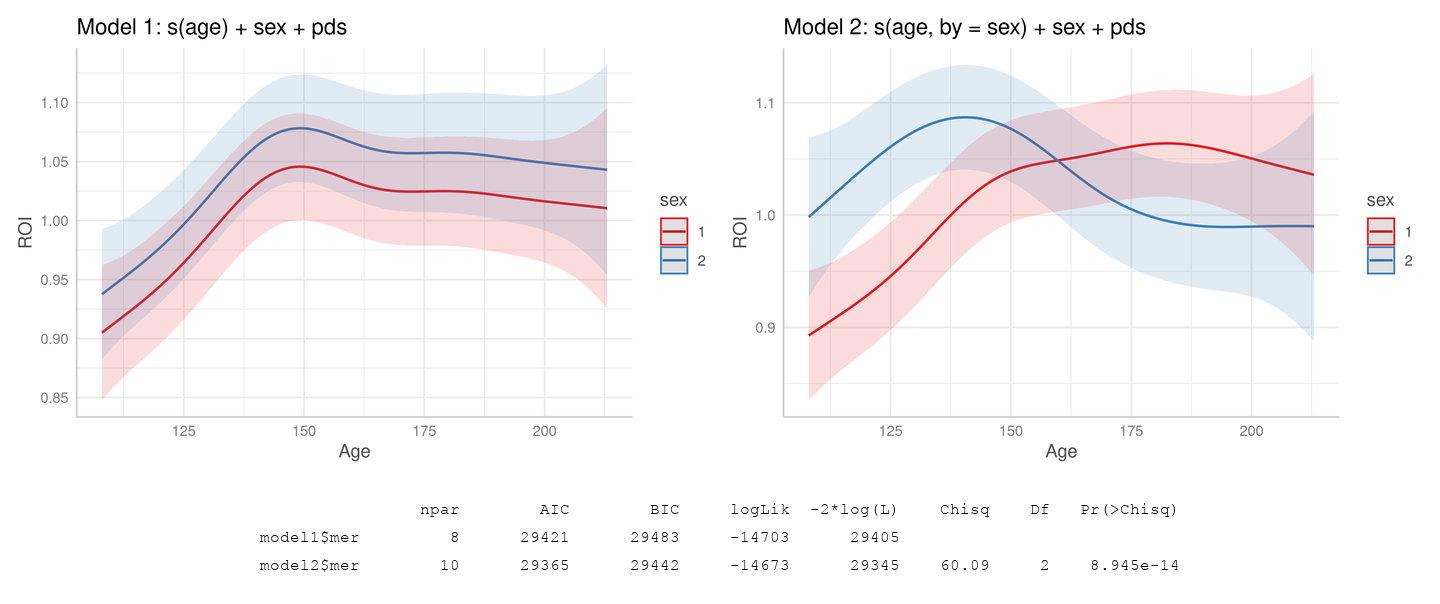 Model 1: s(age) + sex + pds
1.10
1.05
1.00
0.95
0.90
0.85
ROI
125 150 175 200
Age
sex
1
2
Model 2: s(age, by = sex) + sex + pds
1.1
1.0
0.9
ROI
125 150 175 200
Age
sex
1
2
npar AIC BIC logLik -2*log(L) Chisq Df Pr(>Chisq)
model1$mer 8 29421 29483 -14703 29405
model2$mer 10 29365 29442 -14673 29345 60.09 2 8.945e-14